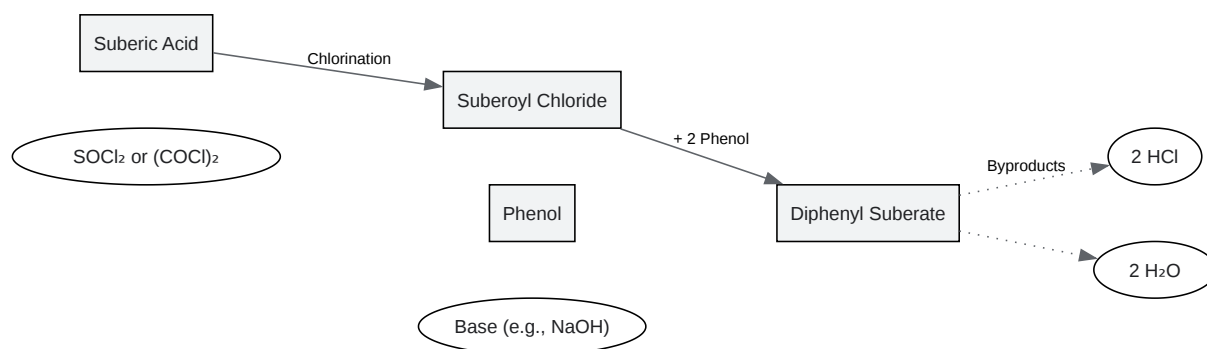 Suberic Acid
Chlorination
Suberoyl Chloride
SOCl₂ or (COCl)₂
+ 2 Phenol
Phenol
Diphenyl Suberate
Byproducts
2 HCl
2 H₂O
Base (e.g., NaOH)